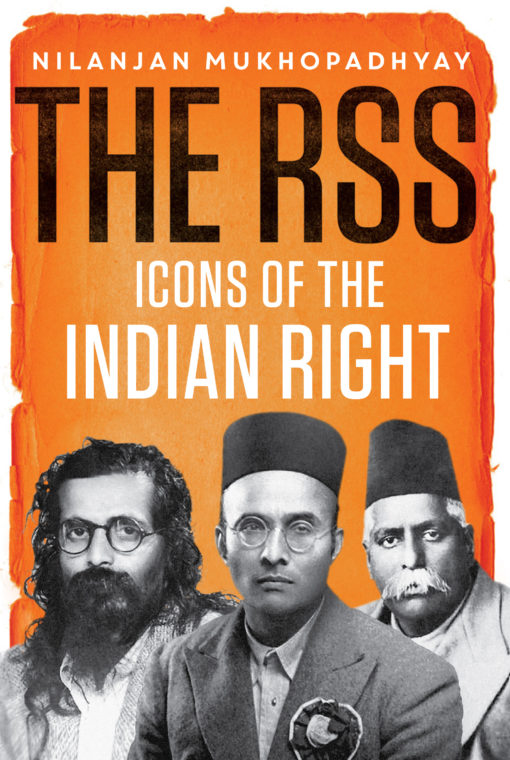 NILANJAN MUKHOPADHYAY
THE RSS
ICONS OF THE
INDIAN RIGHT